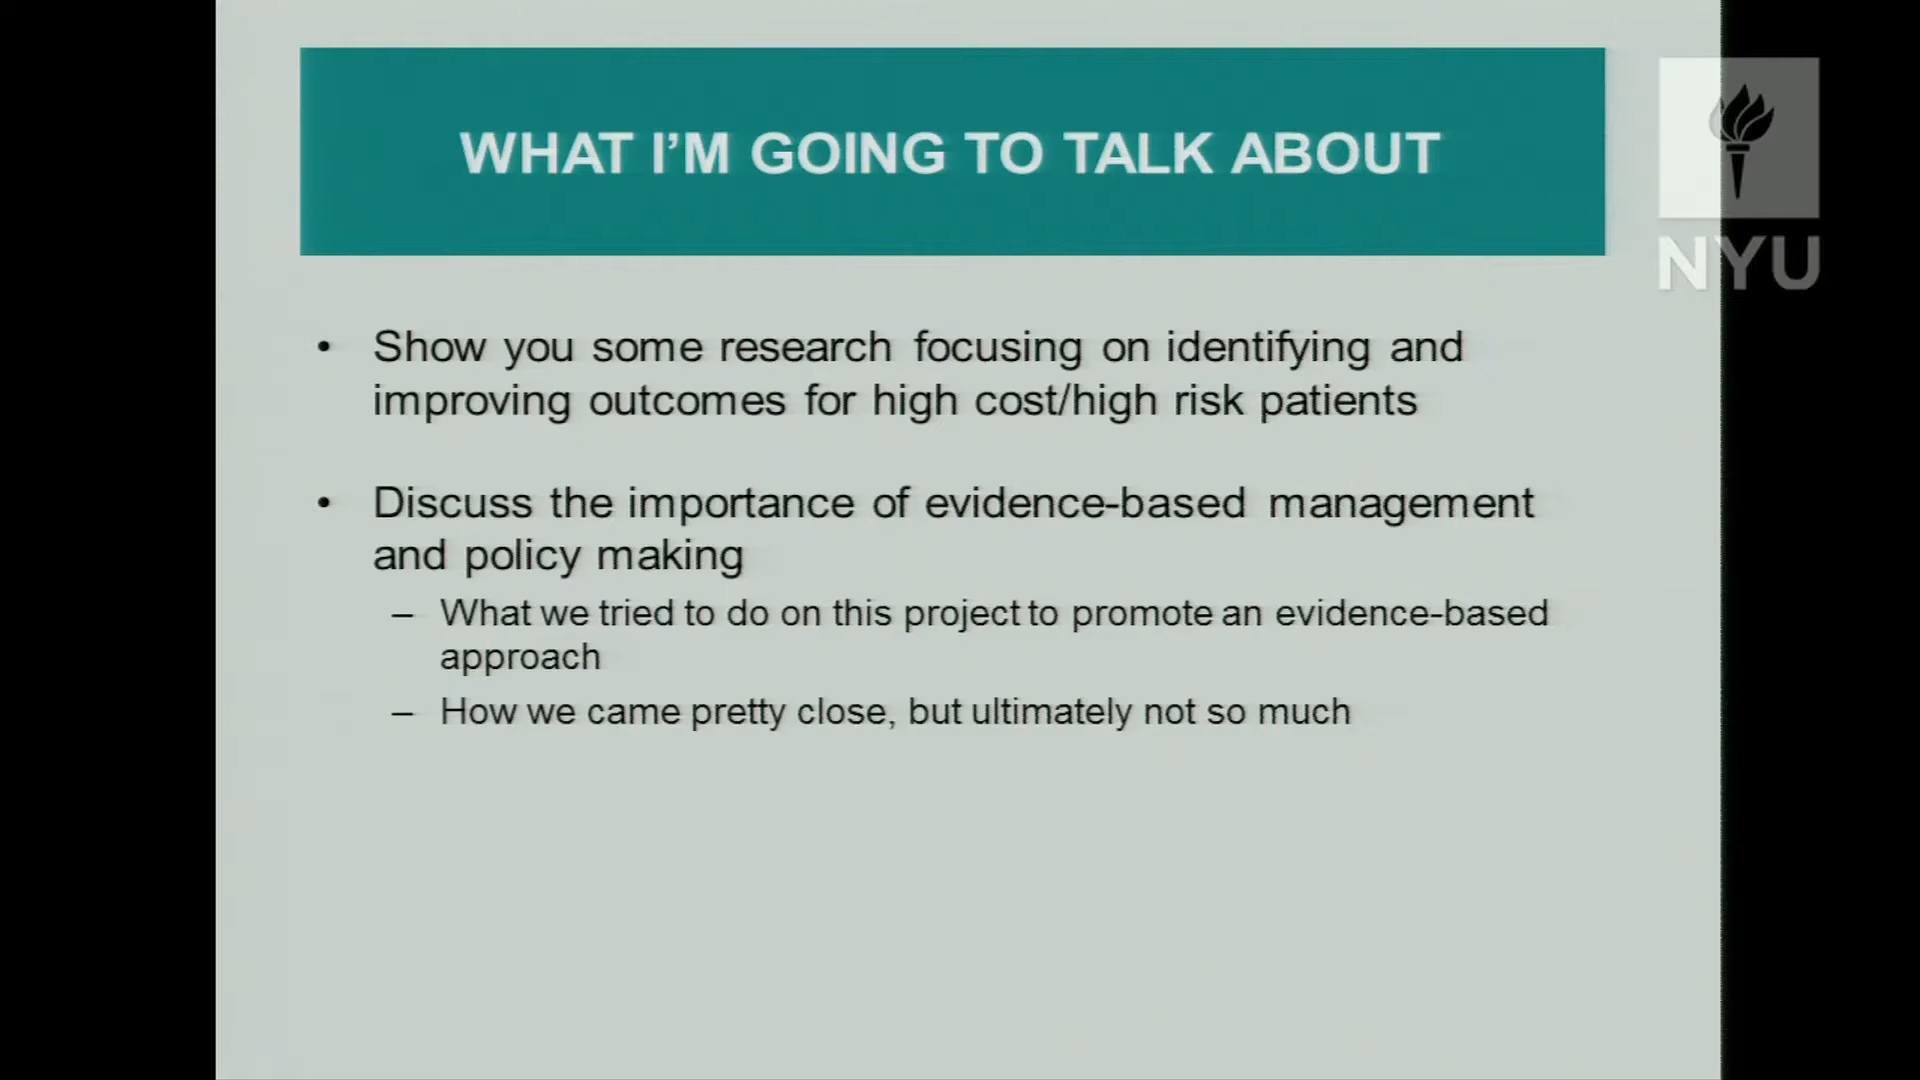 WHAT I'M GOING TO TALK ABOUT
NYU
• Show you some research focusing on identifying and
improving outcomes for high cost/high risk patients
• Discuss the importance of evidence-based management
and policy making
– What we tried to do on this project to promote an evidence-based
approach
– How we came pretty close, but ultimately not so much